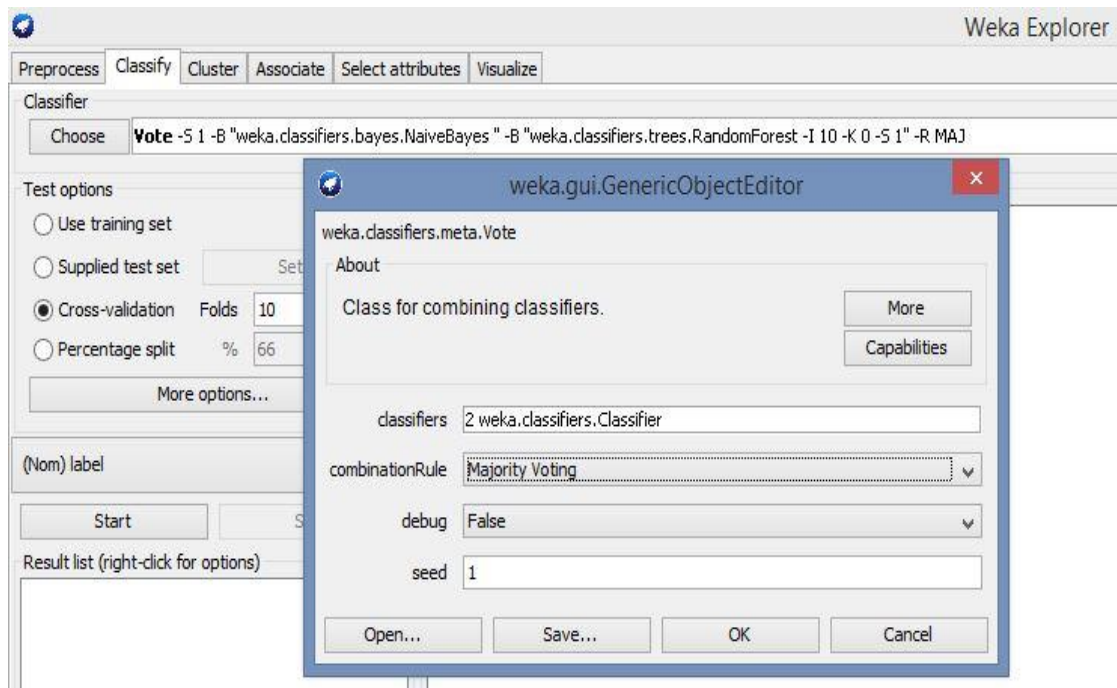 Weka Explorer
Preprocess Classify Cluster Associate Select attributes Visualize
Classifier
Choose Vote -S 1 -B "weka.classifiers.bayes.NaiveBayes " -B "weka.classifiers.trees.RandomForest -I 10 -K 0 -S 1" -R MAJ
Test options
Use training set
Supplied test set Set
Cross-validation Folds 10
Percentage split % 66
More options...
(Nom) label
Start S
Result list (right-click for options)
weka.gui.GenericObjectEditor
weka.classifiers.meta.Vote
About
Class for combining classifiers.
More
Capabilities
classifiers 2 weka.classifiers.Classifier
combinationRule Majority Voting
debug False
seed 1
Open... Save... OK Cancel